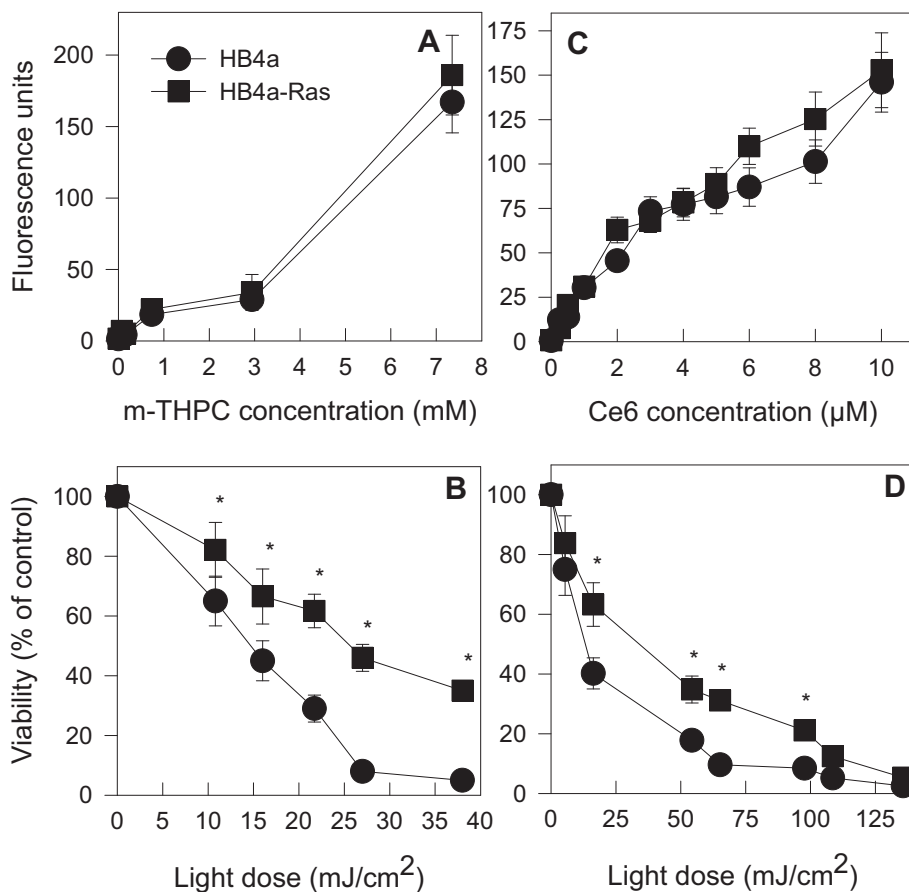 A
HB4a
HB4a-Ras
Fluorescence units
200
150
100
50
0
0 1 2 3 4 5 6 7 8
m-THPC concentration (mM)
C
175
150
125
100
75
50
25
0
0 2 4 6 8 10
Ce6 concentration (µM)
B
Viability (% of control)
100
80
60
40
20
0
* * * * *
0 5 10 15 20 25 30 35 40
Light dose (mJ/cm²)
D
100
80
60
40
20
0
* * * *
0 25 50 75 100 125
Light dose (mJ/cm²)